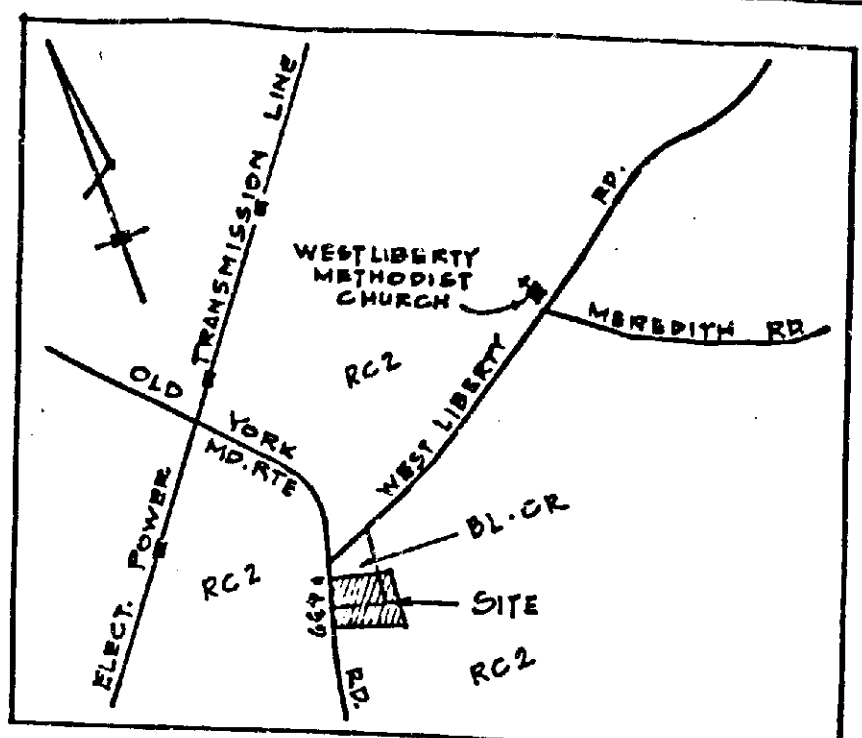 ELECT. POWER TRANSMISSION LINE
WEST LIBERTY
METHODIST
CHURCH
WEST LIBERTY RD.
MEREDITH RD
RC2
OLD YORK RD.
MD. RTE
BL-CR
RC2
SITE
RC2